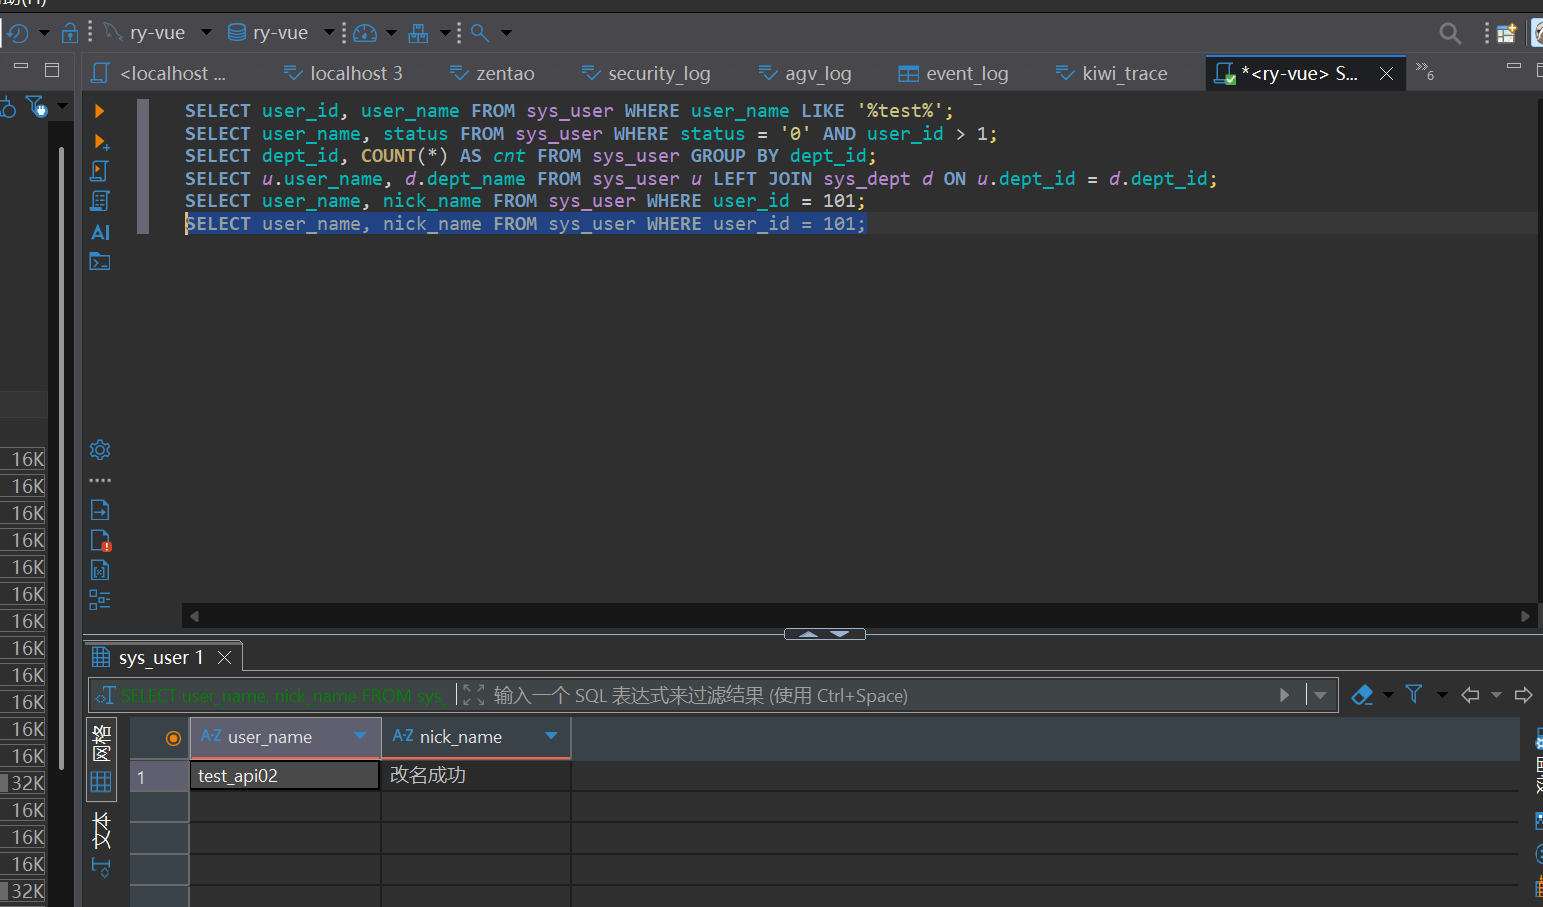 ry-vue ry-vue
<localhost ... localhost 3 zentao security_log agv_log event_log kiwi_trace *<ry-vue> S... »6
SELECT user_id, user_name FROM sys_user WHERE user_name LIKE '%test%';
SELECT user_name, status FROM sys_user WHERE status = '0' AND user_id > 1;
SELECT dept_id, COUNT(*) AS cnt FROM sys_user GROUP BY dept_id;
SELECT u.user_name, d.dept_name FROM sys_user u LEFT JOIN sys_dept d ON u.dept_id = d.dept_id;
SELECT user_name, nick_name FROM sys_user WHERE user_id = 101;
SELECT user_name, nick_name FROM sys_user WHERE user_id = 101;
AI
16K
16K
16K
16K
16K
16K
16K
16K
16K
16K
16K
16K
32K
16K
16K
16K
32K
sys_user 1
SELECT user_name, nick_name FROM sys_ 输入一个 SQL 表达式来过滤结果 (使用 Ctrl+Space)
网格
文本
A-Z user_name A-Z nick_name
1 test_api02 改名成功